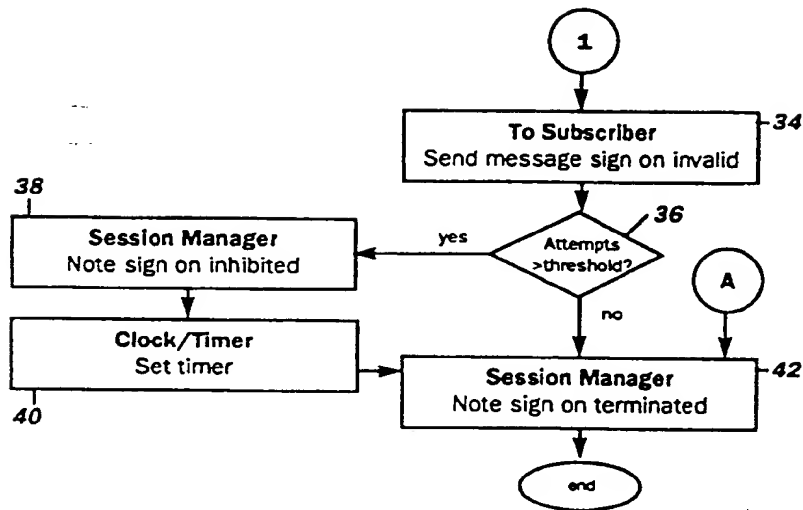 1
To Subscriber
Send message sign on invalid
34
36
Attempts
>threshold?
yes
no
38
Session Manager
Note sign on inhibited
Clock/Timer
Set timer
40
A
Session Manager
Note sign on terminated
42
end